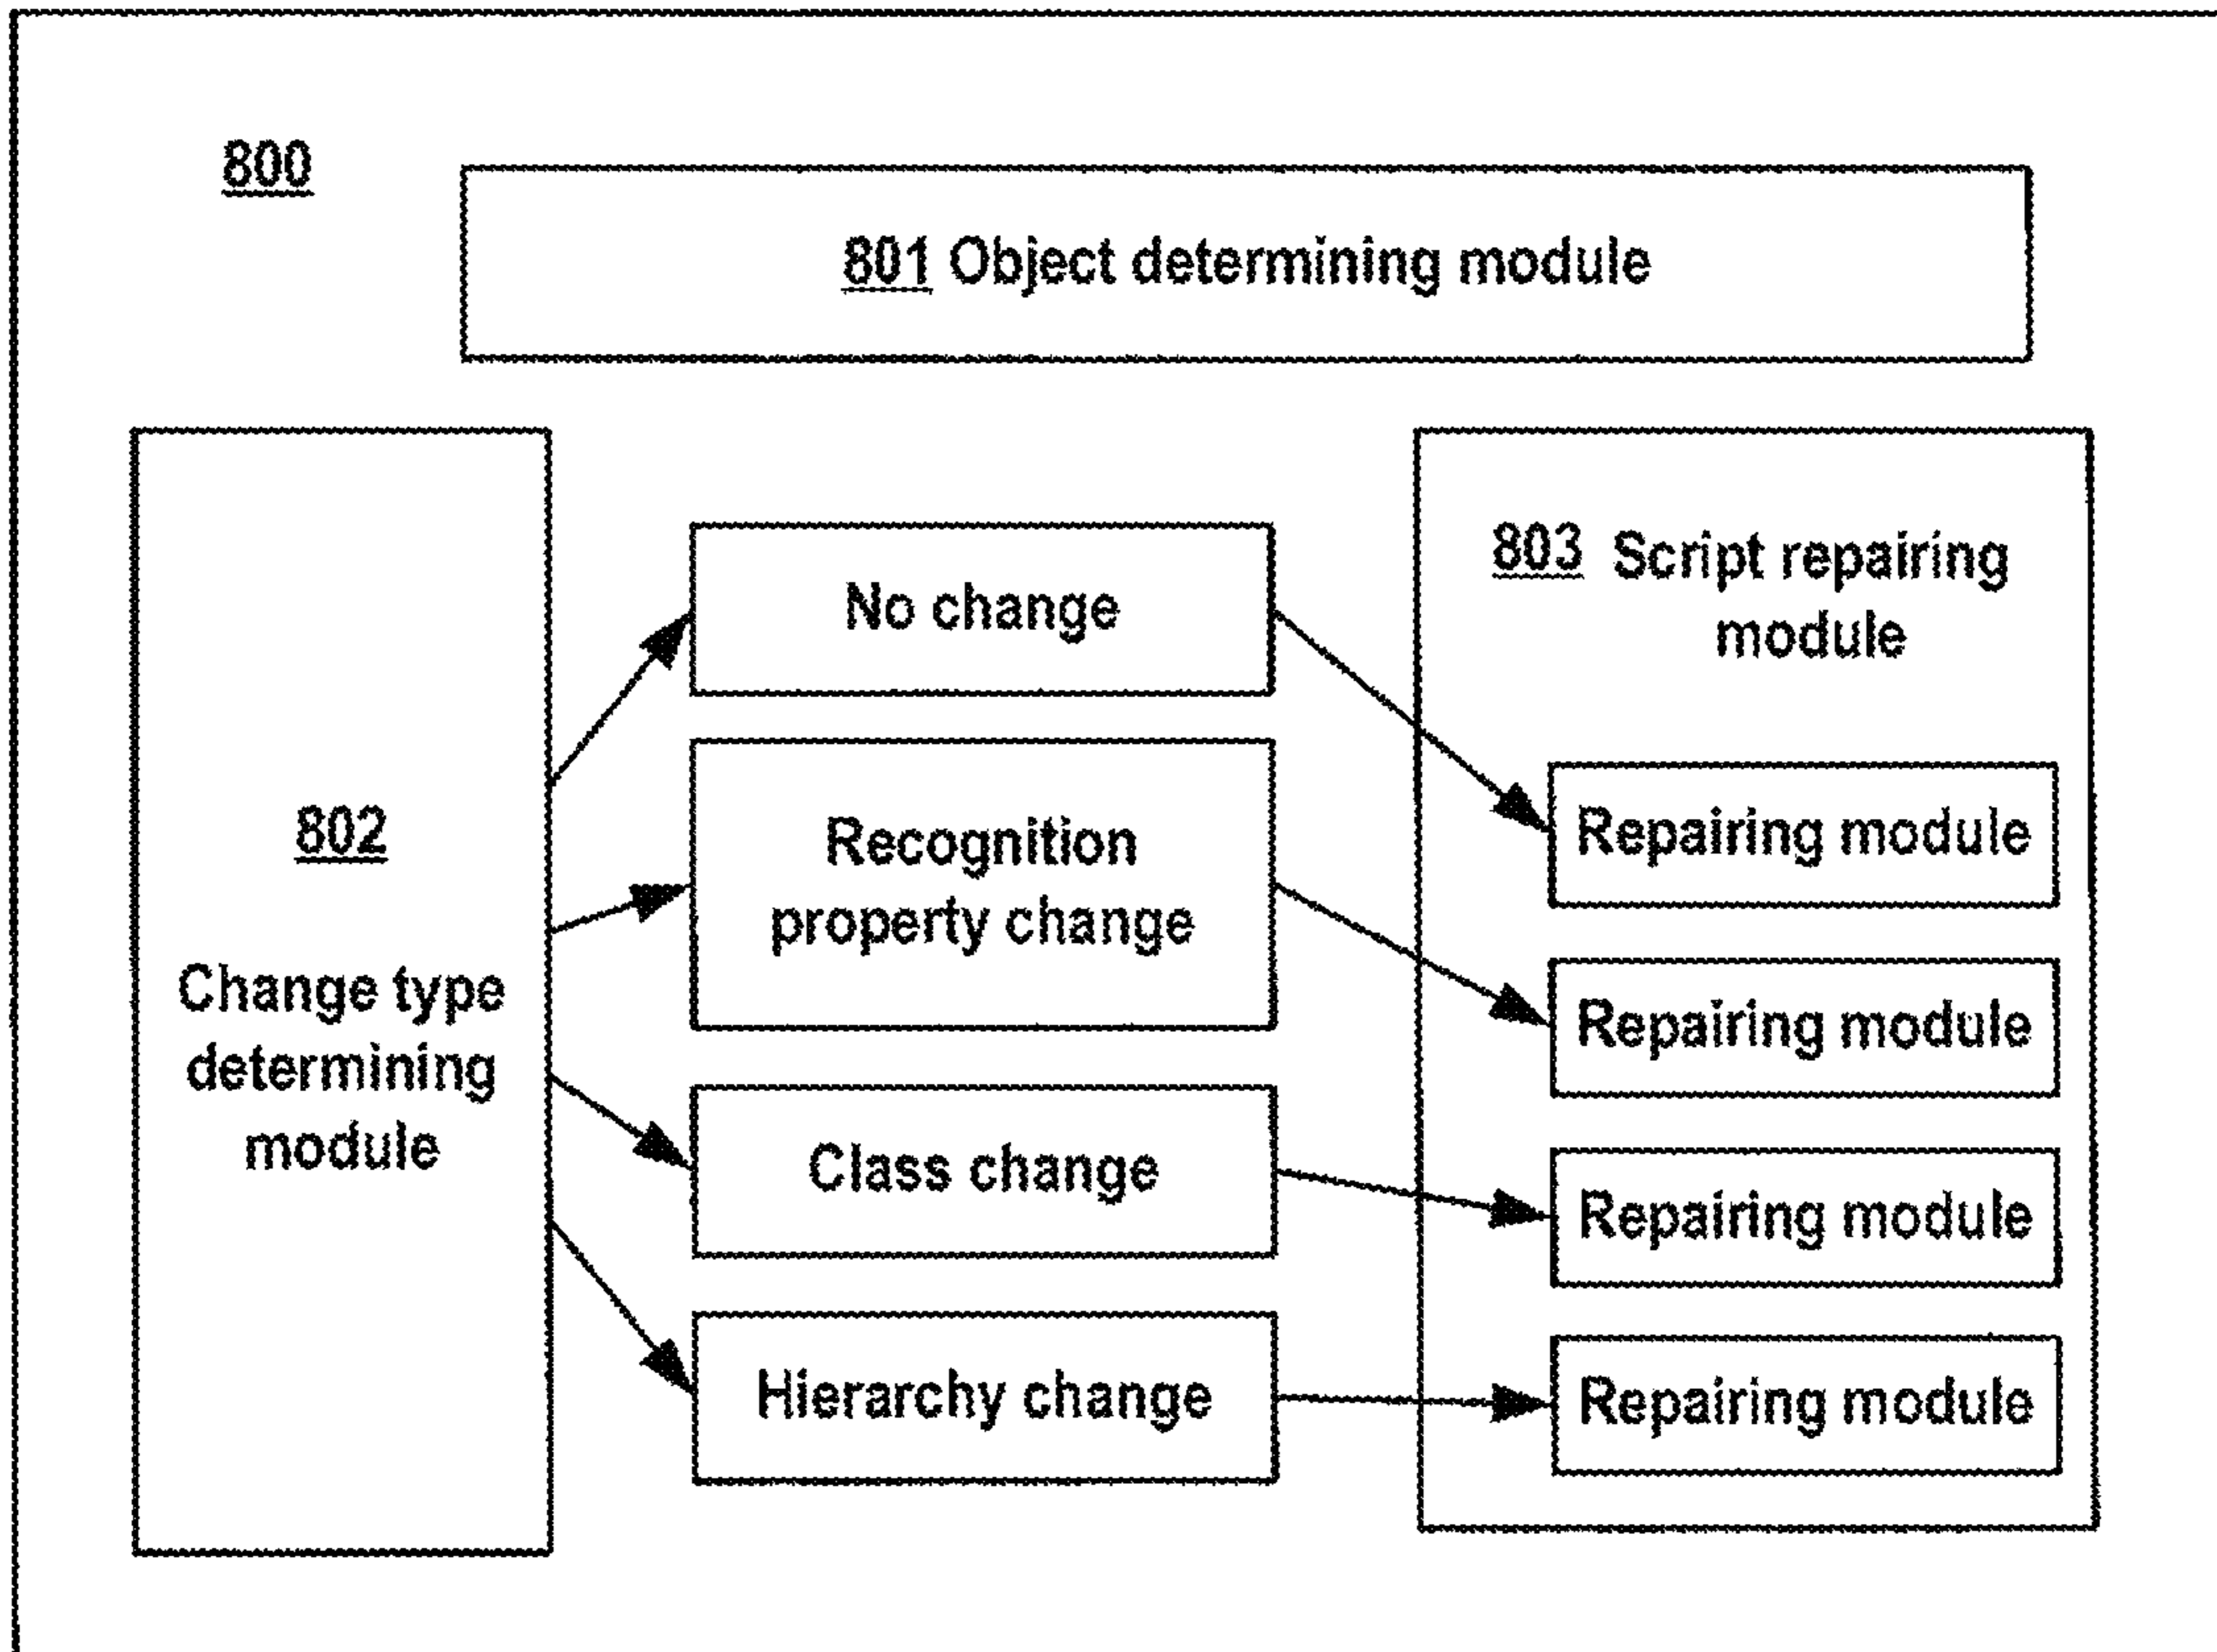 800
801 Object determining module
802
Change type
determining
module
No change
Recognition
property change
Class change
Hierarchy change
803 Script repairing
module
Repairing module
Repairing module
Repairing module
Repairing module